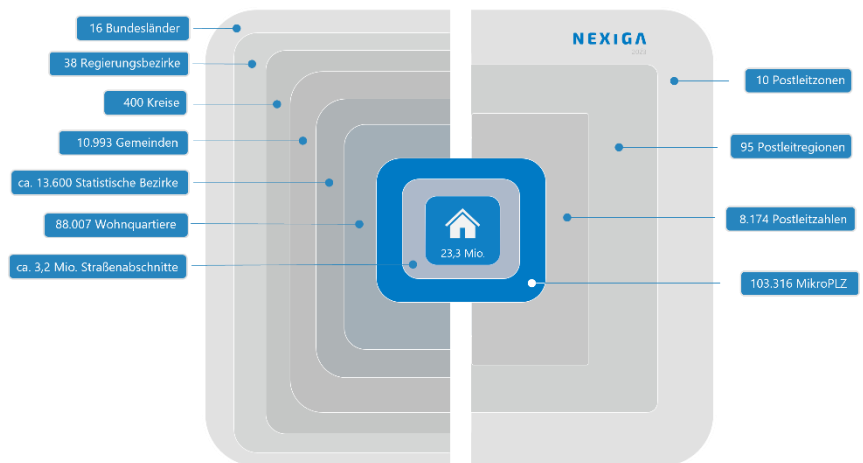 16 Bundesländer
38 Regierungsbezirke
400 Kreise
10.993 Gemeinden
ca. 13.600 Statistische Bezirke
88.007 Wohnquartiere
ca. 3,2 Mio. Straßenabschnitte
23,3 Mio.
NEXIGA
10 Postleitzonen
95 Postleitregionen
8.174 Postleitzahlen
103.316 MikroPLZ